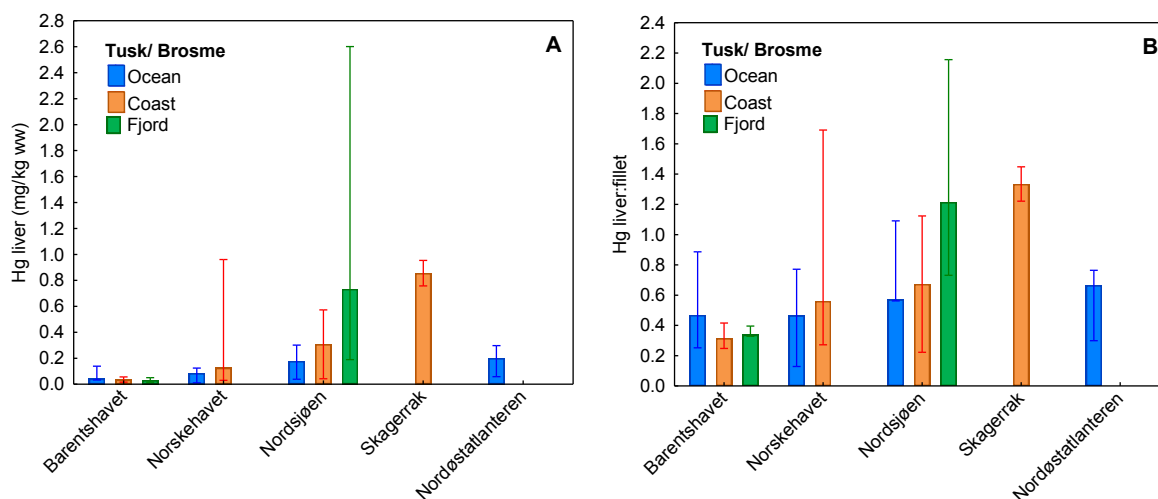 A
Tusk/ Brosme
Ocean
Coast
Fjord
Hg liver (mg/kg ww)
2.8
2.6
2.4
2.2
2.0
1.8
1.6
1.4
1.2
1.0
0.8
0.6
0.4
0.2
0.0
Barentshavet
Norskehavet
Nordsjøen
Skagerrak
Nordøstatlanteren
B
Tusk/ Brosme
Ocean
Coast
Fjord
Hg liver:fillet
2.4
2.2
2.0
1.8
1.6
1.4
1.2
1.0
0.8
0.6
0.4
0.2
0.0
Barentshavet
Norskehavet
Nordsjøen
Skagerrak
Nordøstatlanteren